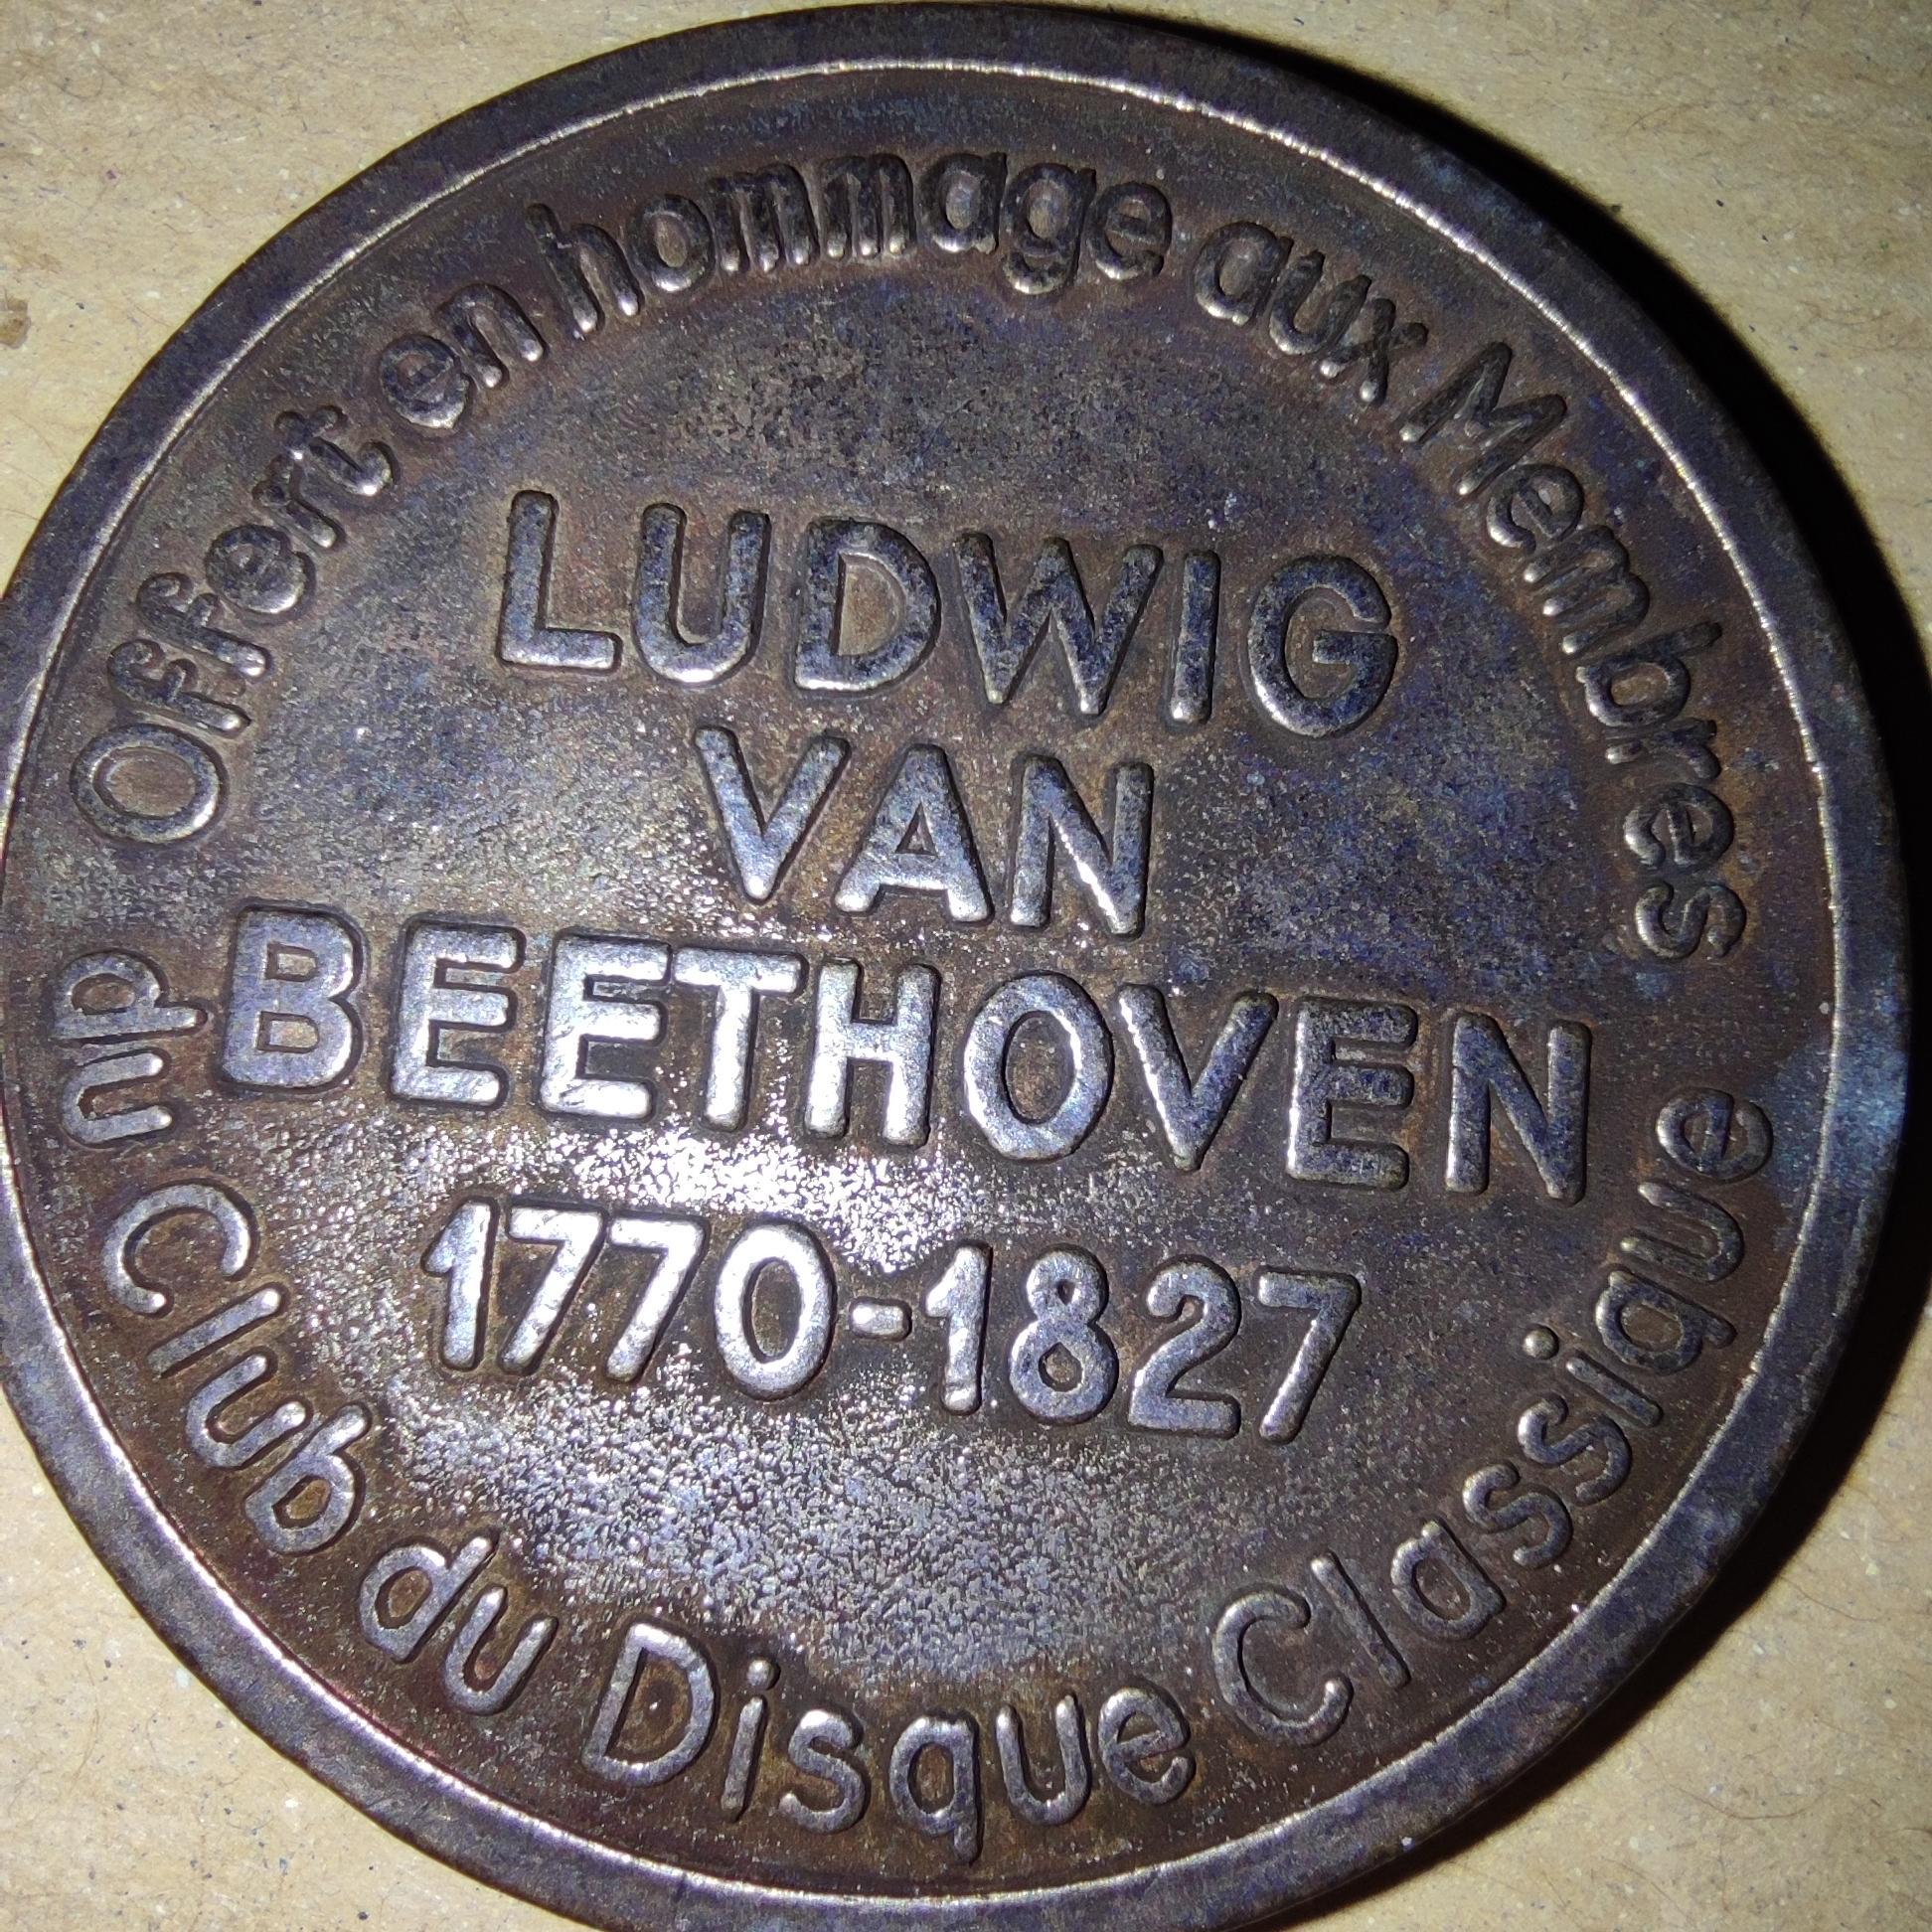 Offert en hommage aux Membres
LUDWIG
VAN
BEETHOVEN
1770-1827
du Club du Disque Classique